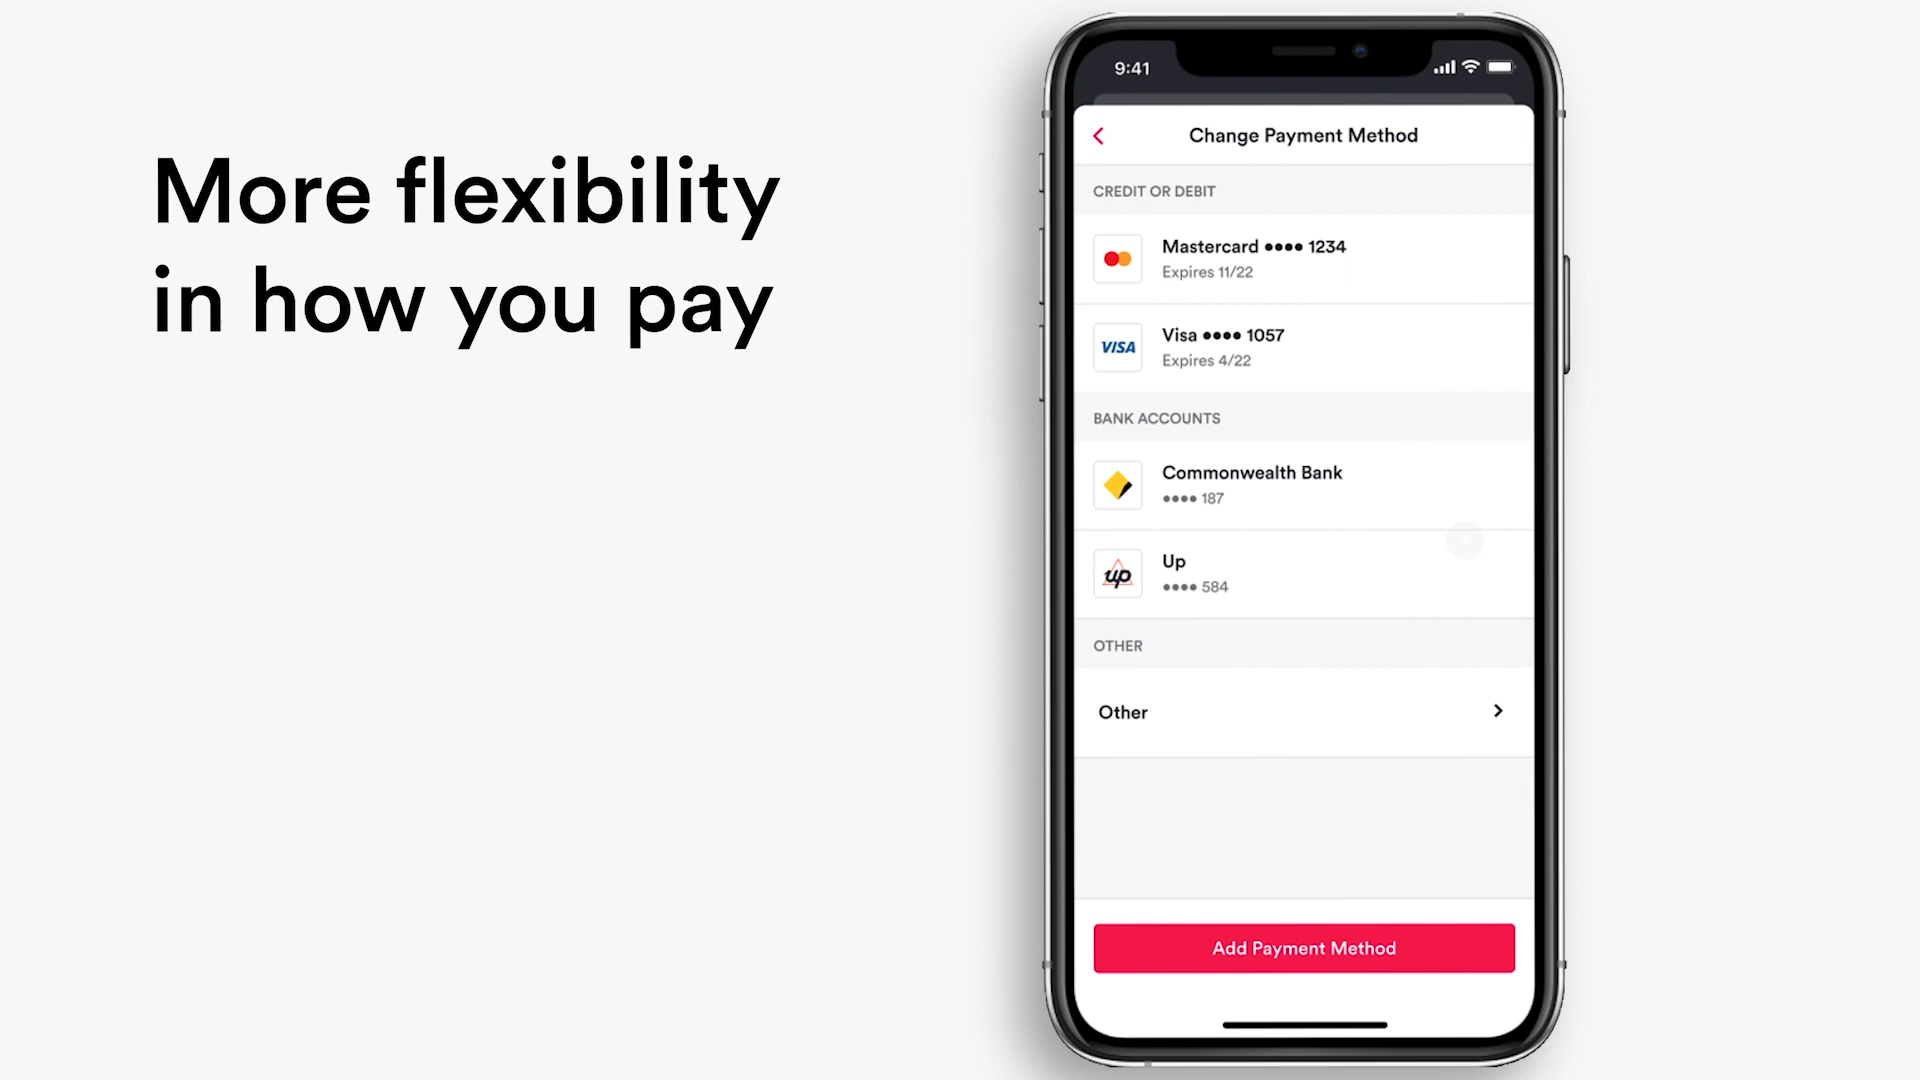 More flexibility
in how you pay
9:41
Change Payment Method
CREDIT OR DEBIT
Mastercard •••• 1234
Expires 11/22
VISA
Visa •••• 1057
Expires 4/22
BANK ACCOUNTS
Commonwealth Bank
•••• 187
up
Up
•••• 584
OTHER
Other
Add Payment Method